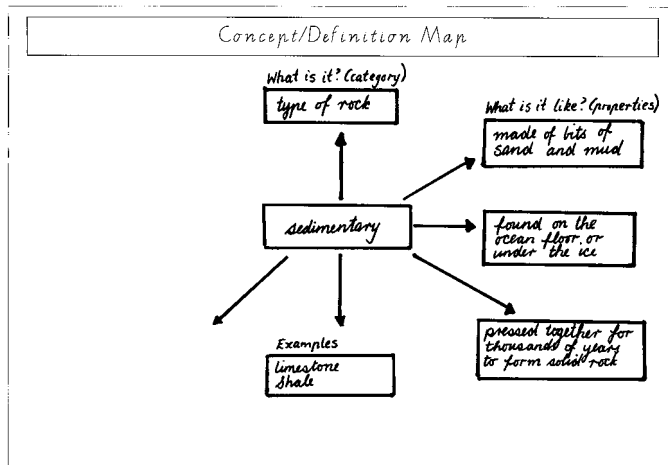 Concept/Definition Map
What is it? (category)
type of rock
What is it like? (properties)
made of bits of
sand and mud
sedimentary
found on the
ocean floor, or
under the ice
pressed together for
thousands of years
to form solid rock
Examples
limestone
shale